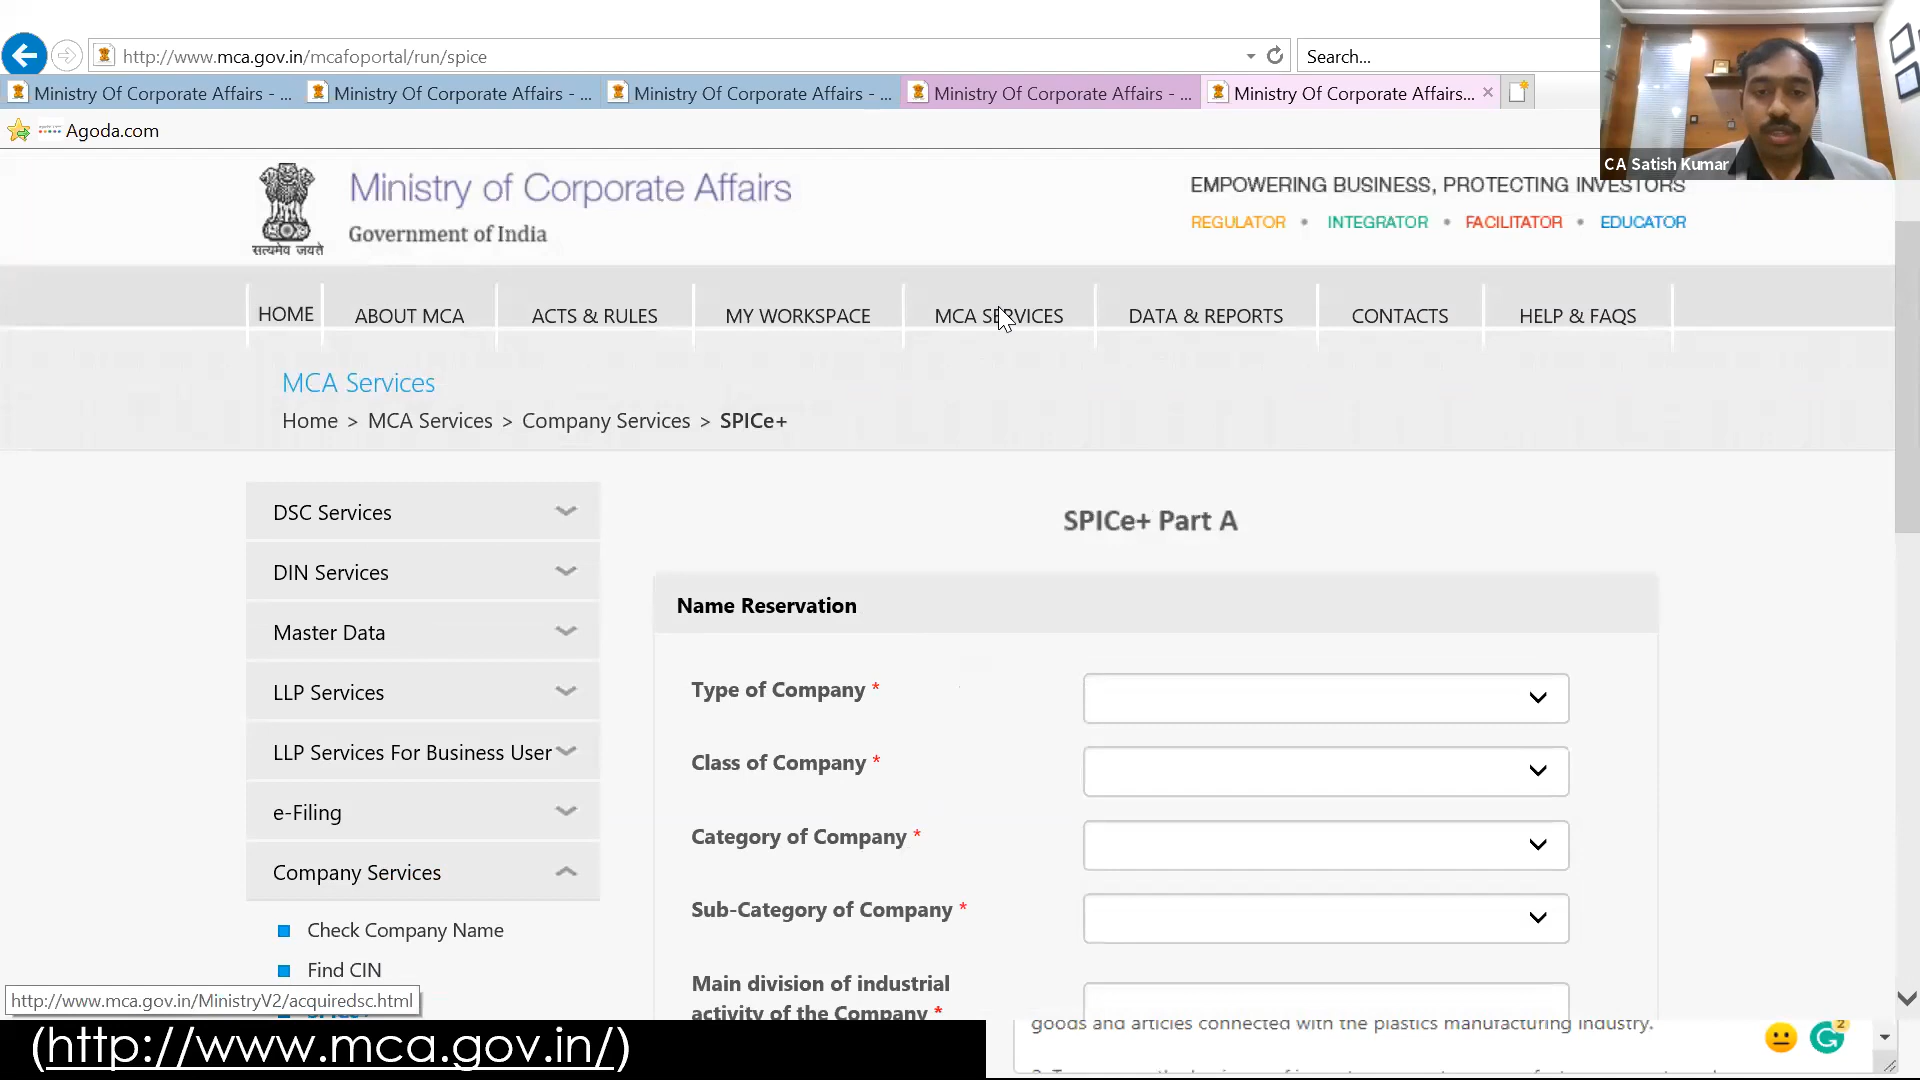 http://www.mca.gov.in/mcafoportal/run/spice
Search...
Ministry Of Corporate Affairs - ...
Ministry Of Corporate Affairs - ...
Ministry Of Corporate Affairs - ...
Ministry Of Corporate Affairs - ...
Ministry Of Corporate Affairs...
Agoda.com
C A Satish Kumar
सत्यमेव जयते
Ministry of Corporate Affairs
Government of India
EMPOWERING BUSINESS, PROTECTING INVESTORS
REGULATOR • INTEGRATOR • FACILITATOR • EDUCATOR
HOME
ABOUT MCA
ACTS & RULES
MY WORKSPACE
MCA SERVICES
DATA & REPORTS
CONTACTS
HELP & FAQS
MCA Services
Home > MCA Services > Company Services > SPICe+
DSC Services
DIN Services
Master Data
LLP Services
LLP Services For Business User
e-Filing
Company Services
Check Company Name
Find CIN
SPICe+ Part A
Name Reservation
Type of Company *
Class of Company *
Category of Company *
Sub-Category of Company *
Main division of industrial
activity of the Company *
http://www.mca.gov.in/MinistryV2/acquiredsc.html
(http://www.mca.gov.in/)
goods and articles connected with the plastics manufacturing industry.
2